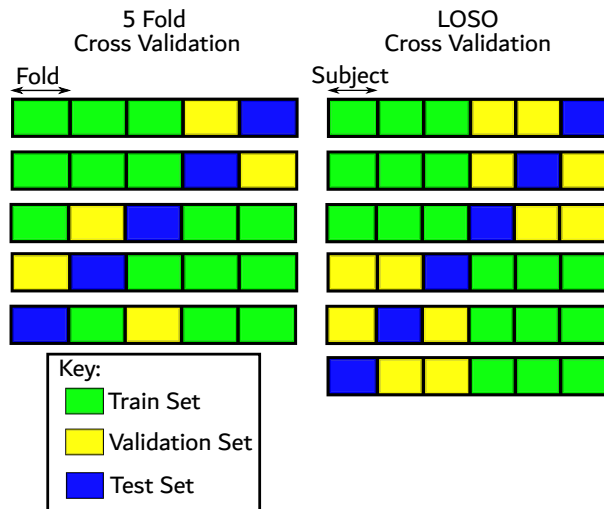 5 Fold
Cross Validation
Fold
LOSO
Cross Validation
Subject
Key:
Train Set
Validation Set
Test Set